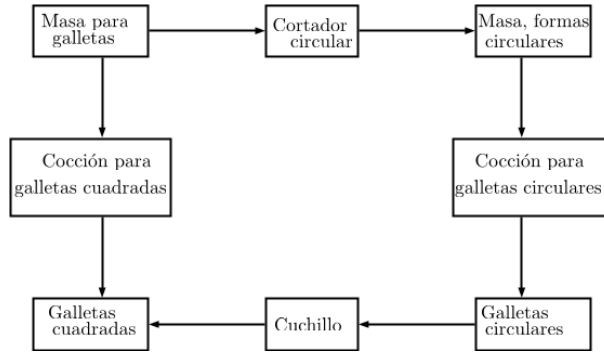 Masa para
galletas
Cortador
circular
Masa, formas
circulares
Cocción para
galletas cuadradas
Cocción para
galletas circulares
Galletas
cuadradas
Cuchillo
Galletas
circulares